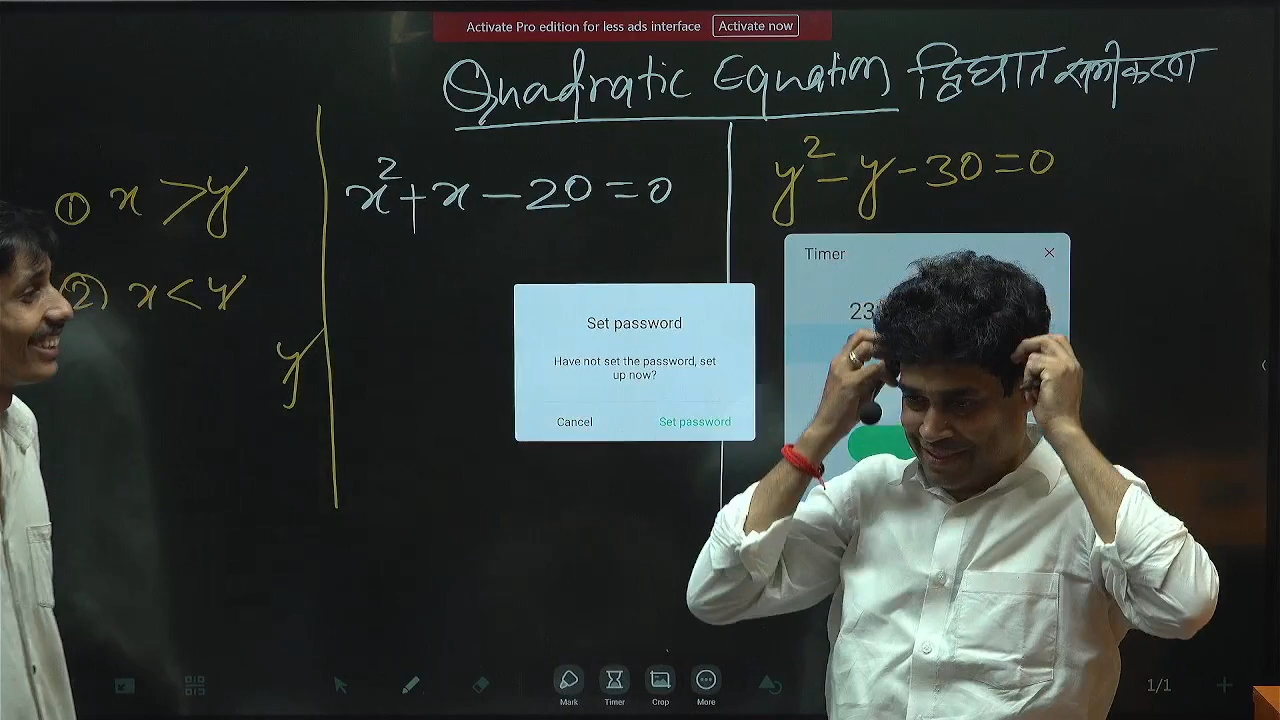 Activate Pro edition for less ads interface Activate now
Quadratic Equation द्विघात समीकरण
① x > y
② x < y
y
x² + x − 20 = 0
y² − y − 30 = 0
Timer ×
23
Set password
Have not set the password, set
up now?
Cancel Set password
Mark Timer Crop More
1/1 +